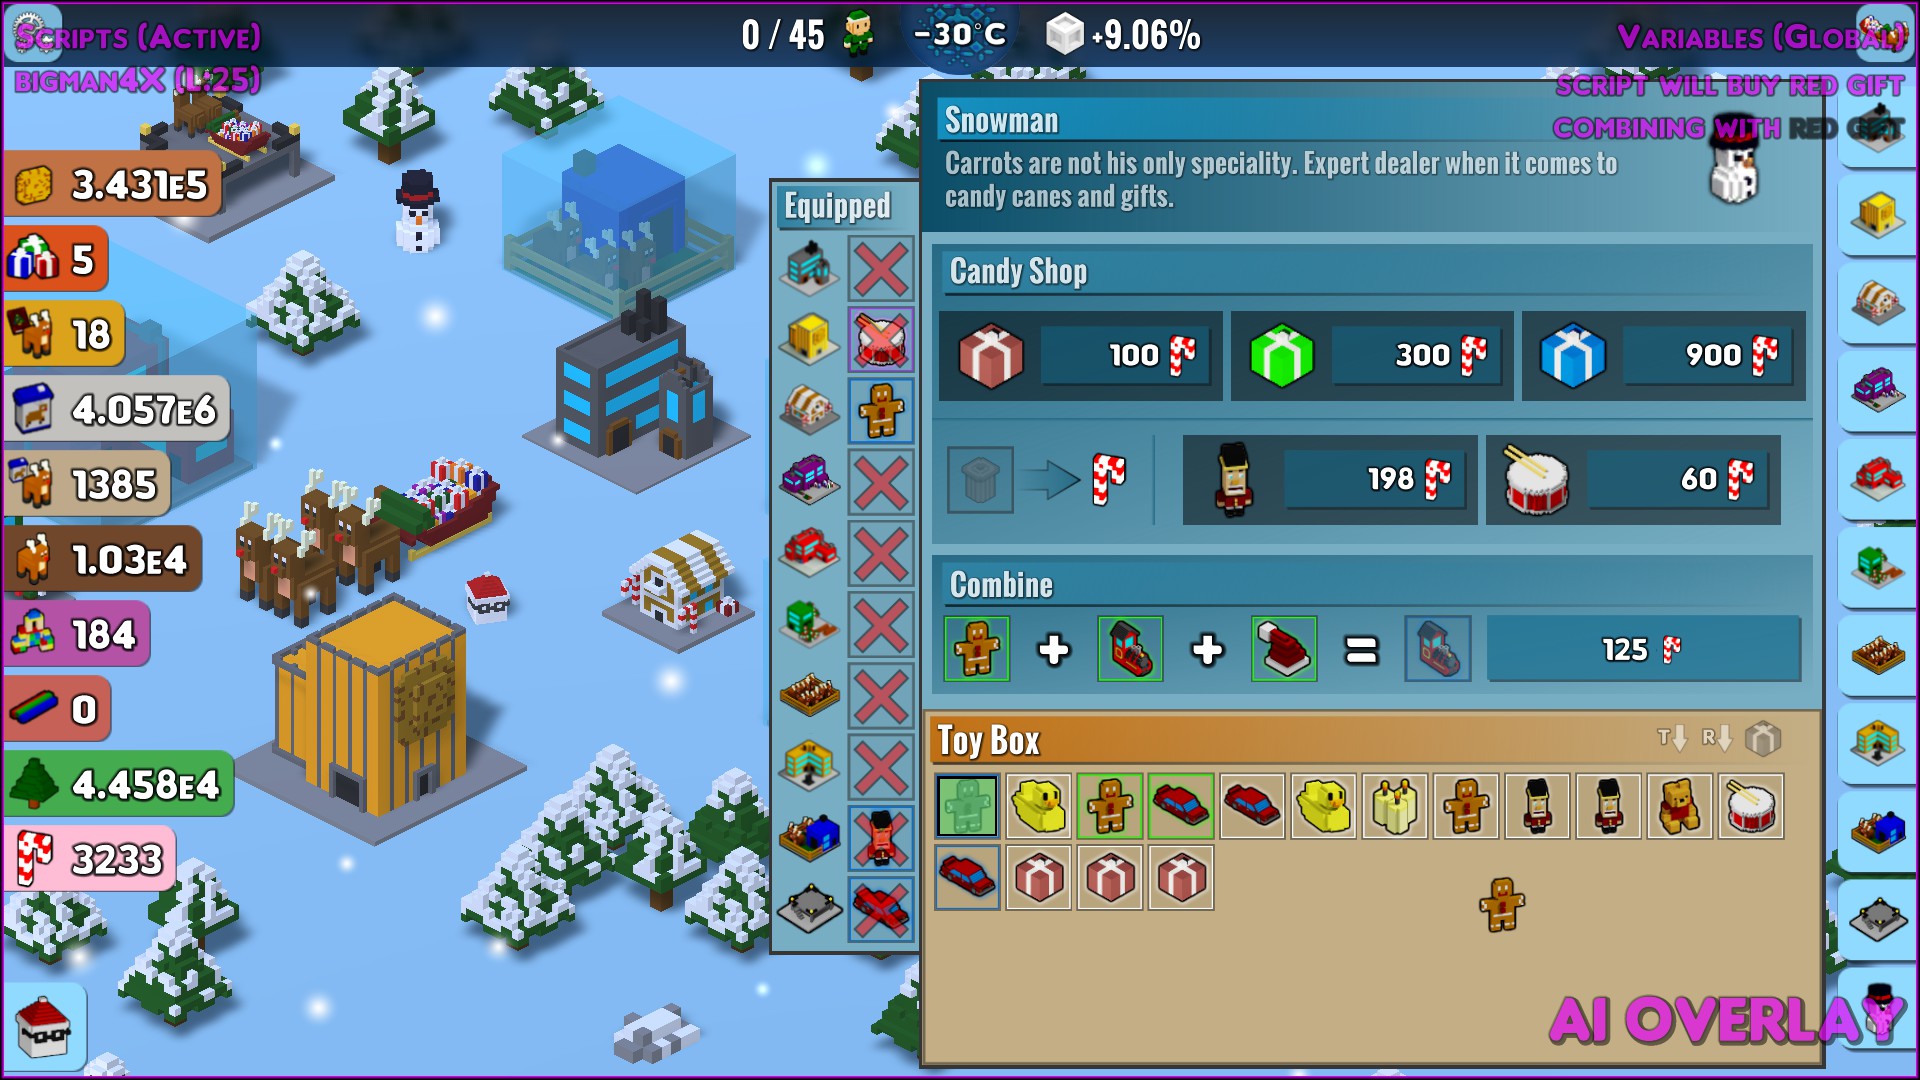 Scripts (Active)
BIGMAN4X (L:25)
0 / 45
-30°C
+9.06%
Variables (Global)
SCRIPT WILL BUY RED GIFT
COMBINING WITH RED GIFT
3.431E5
5
18
4.057E6
1385
1.03E4
184
0
4.458E4
3233
Equipped
Snowman
Carrots are not his only speciality. Expert dealer when it comes to
candy canes and gifts.
Candy Shop
100
300
900
198
60
Combine
+
+
=
125
Toy Box
T
R
AI OVERLAY